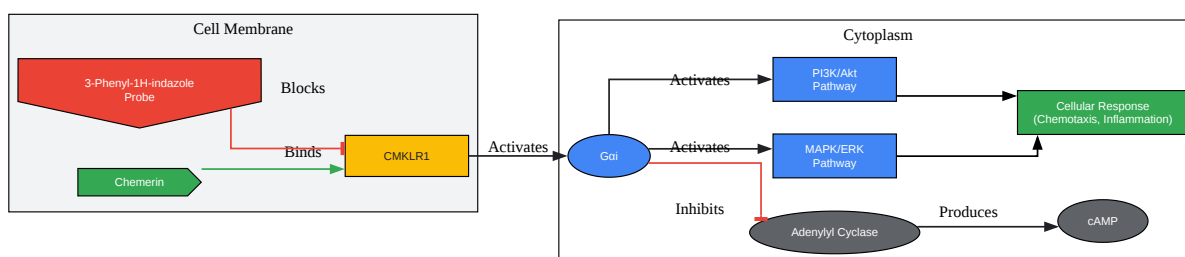 Cell Membrane
3-Phenyl-1H-indazole
Probe
Blocks
Binds
CMKLR1
Chemerin
Activates
Cytoplasm
Gαi
Activates
PI3K/Akt
Pathway
Activates
MAPK/ERK
Pathway
Cellular Response
(Chemotaxis, Inflammation)
Inhibits
Adenylyl Cyclase
Produces
cAMP